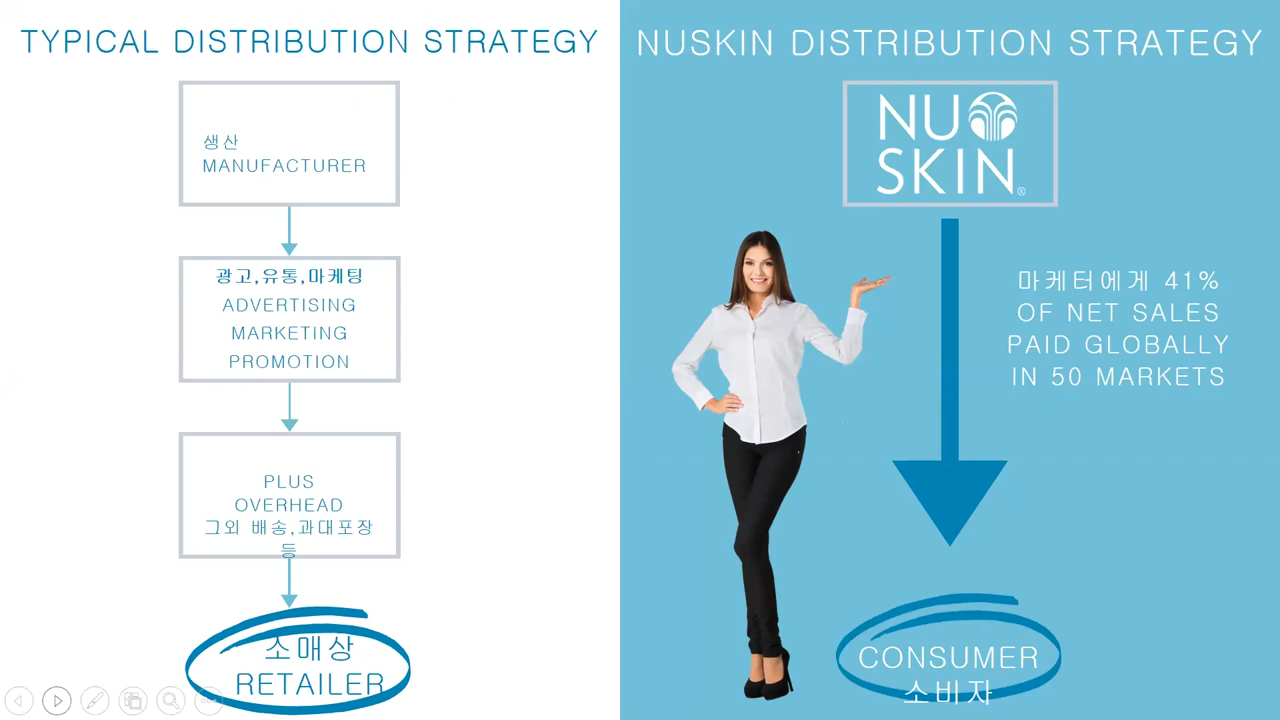 TYPICAL DISTRIBUTION STRATEGY
생산
MANUFACTURER
광고,유통,마케팅
ADVERTISING
MARKETING
PROMOTION
PLUS
OVERHEAD
그외 배송,과대포장
등
소매상
RETAILER
NUSKIN DISTRIBUTION STRATEGY
NU
SKIN®
마케터에게 41%
OF NET SALES
PAID GLOBALLY
IN 50 MARKETS
CONSUMER
소비자